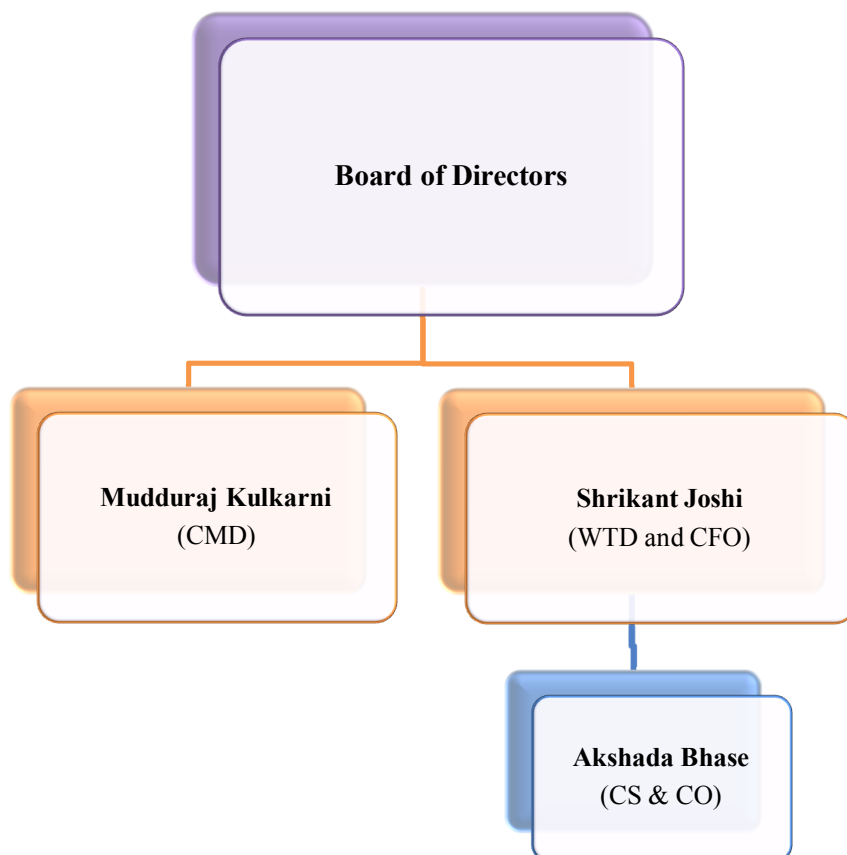 Board of Directors
Mudduraj Kulkarni
(CMD)
Shrikant Joshi
(WTD and CFO)
Akshada Bhase
(CS & CO)